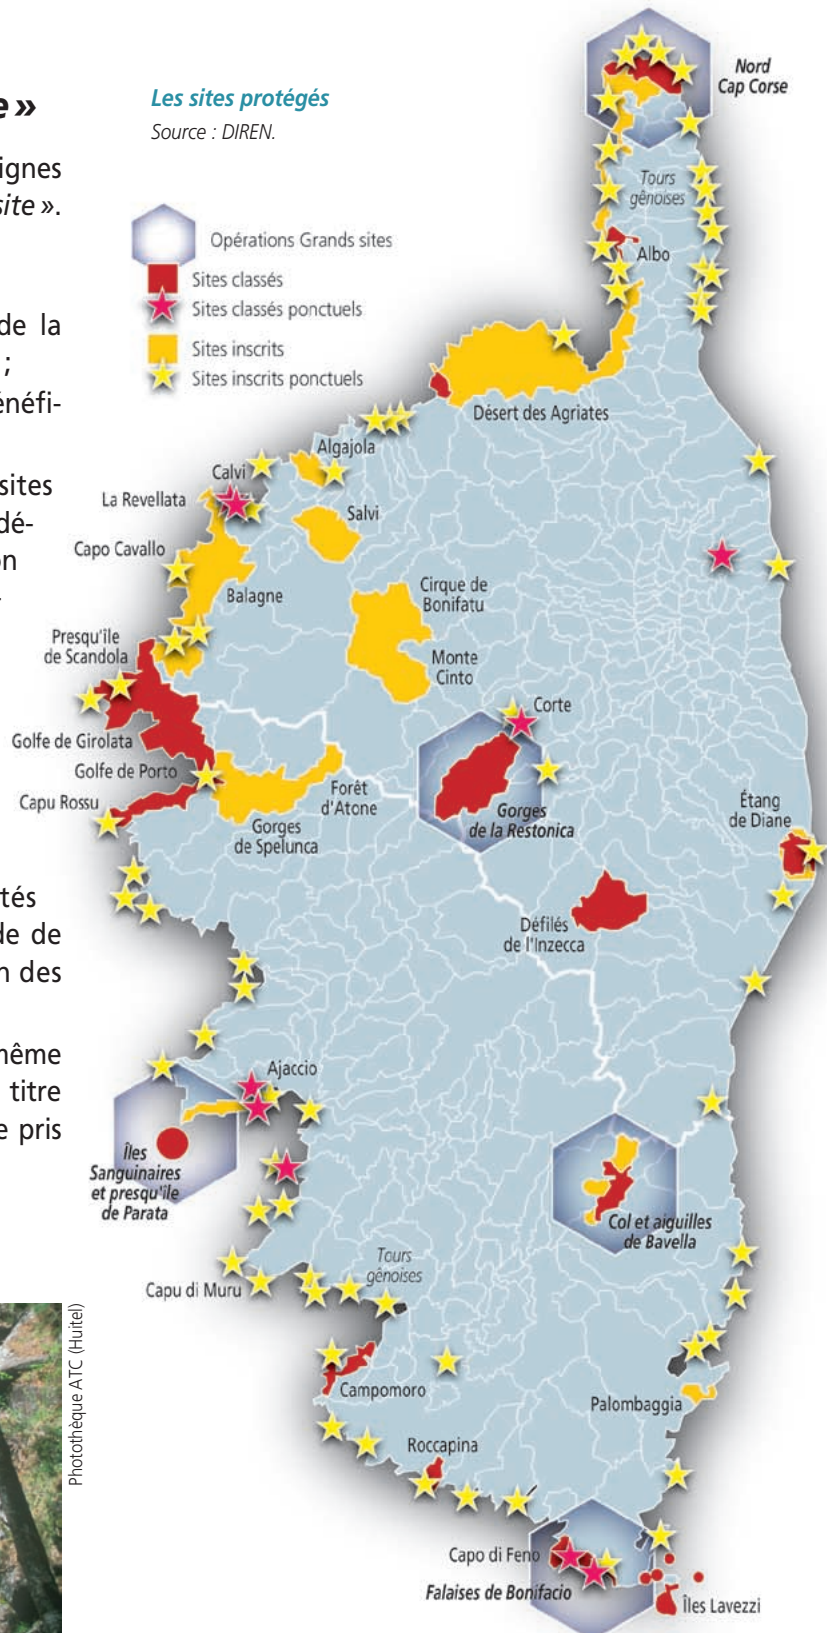 e »
ignes
site ».
de la
;
énéfi-
sites
dé-
on
tés
de de
n des
nême
titre
e pris
Les sites protégés
Source : DIREN.
Opérations Grands sites
Sites classés
Sites classés ponctuels
Sites inscrits
Sites inscrits ponctuels
Nord
Cap Corse
Tours
génoises
Albo
Désert des Agriates
Algajola
Calvi
La Revellata
Salvi
Capo Cavallo
Balagne
Cirque de
Bonifatu
Presqu'île
de Scandola
Monte
Cinto
Corte
Golfe de Girolata
Golfe de Porto
Capu Rossu
Forêt
d'Atone
Gorges
de Spelunca
Gorges
de la Restonica
Étang
de Diane
Défilés
de l'Inzecca
Ajaccio
Îles
Sanguinaires
et presqu'île
de Parata
Col et aiguilles
de Bavella
Tours
génoises
Capu di Muru
Campomoro
Palombaggia
Roccapina
Capo di Feno
Falaises de Bonifacio
Îles Lavezzi
Photothèque ATC (Huitel)